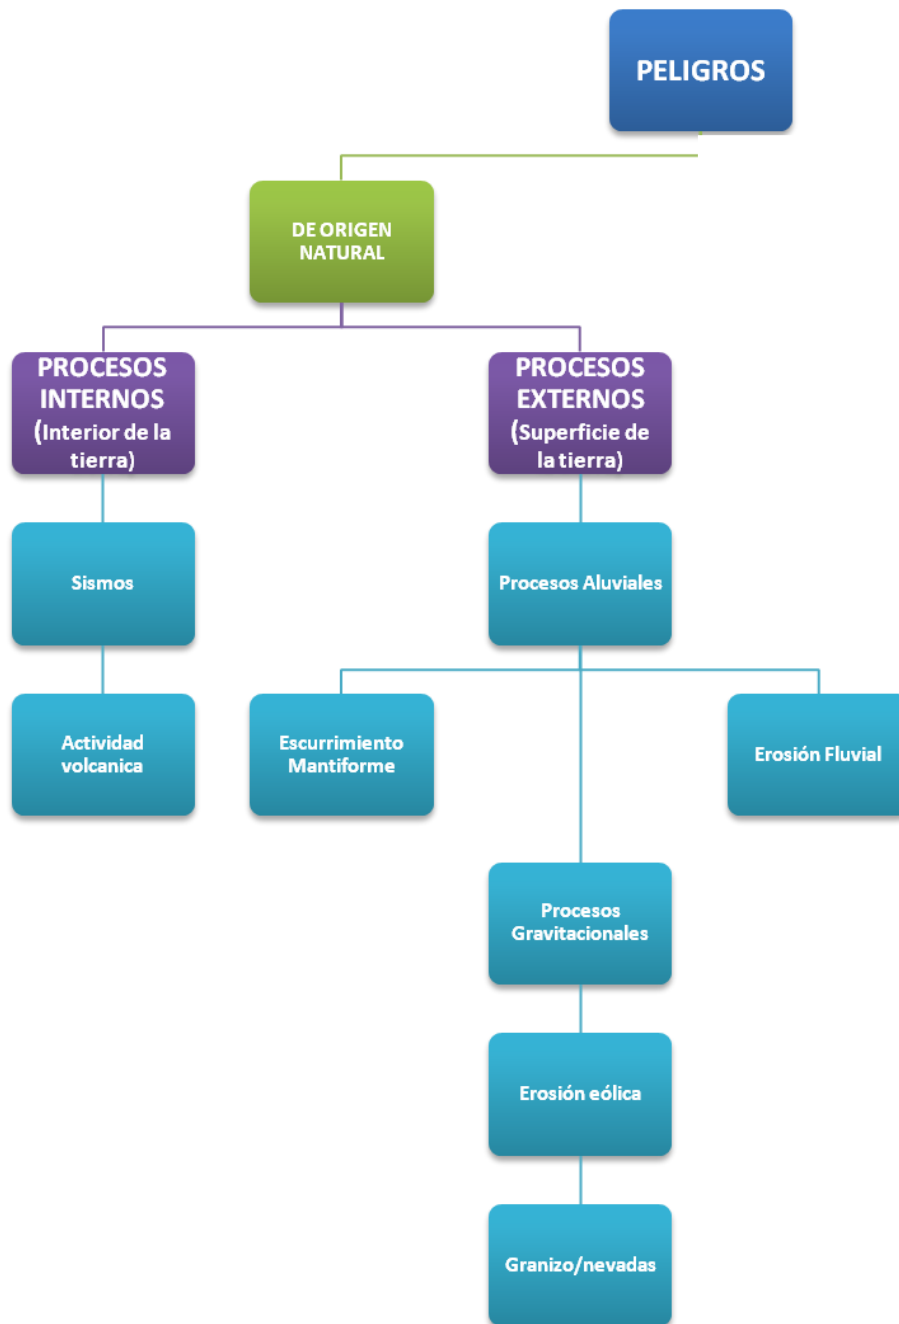 PELIGROS
DE ORIGEN
NATURAL
PROCESOS
INTERNOS
(Interior de la
tierra)
PROCESOS
EXTERNOS
(Superficie de
la tierra)
Sismos
Procesos Aluviales
Actividad
volcanica
Escurrimiento
Mantiforme
Erosión Fluvial
Procesos
Gravitacionales
Erosión eólica
Granizo/nevadas